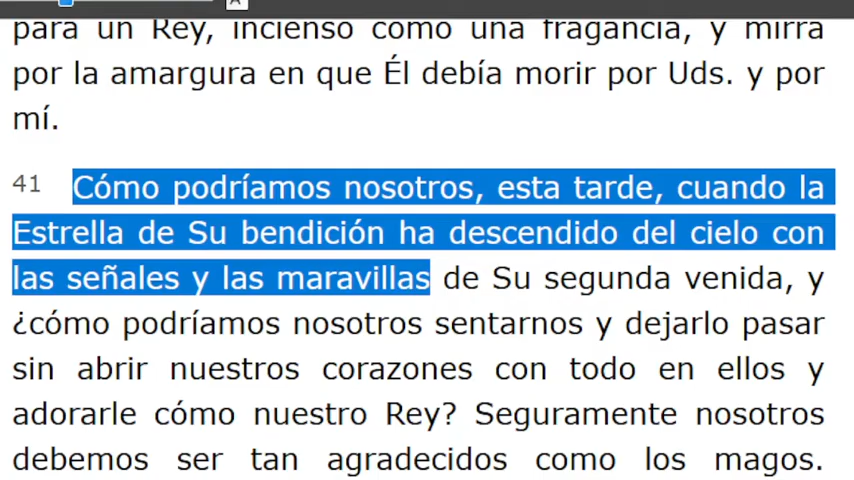 A
para un Rey, incienso como una fragancia, y mirra
por la amargura en que Él debía morir por Uds. y por
mí.
41 Cómo podríamos nosotros, esta tarde, cuando la
Estrella de Su bendición ha descendido del cielo con
las señales y las maravillas de Su segunda venida, y
¿cómo podríamos nosotros sentarnos y dejarlo pasar
sin abrir nuestros corazones con todo en ellos y
adorarle cómo nuestro Rey? Seguramente nosotros
debemos ser tan agradecidos como los magos.